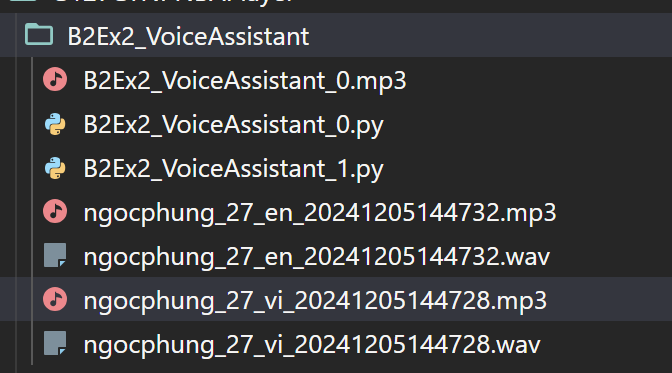 B2Ex2_VoiceAssistant
B2Ex2_VoiceAssistant_0.mp3
B2Ex2_VoiceAssistant_0.py
B2Ex2_VoiceAssistant_1.py
ngocphung_27_en_20241205144732.mp3
ngocphung_27_en_20241205144732.wav
ngocphung_27_vi_20241205144728.mp3
ngocphung_27_vi_20241205144728.wav